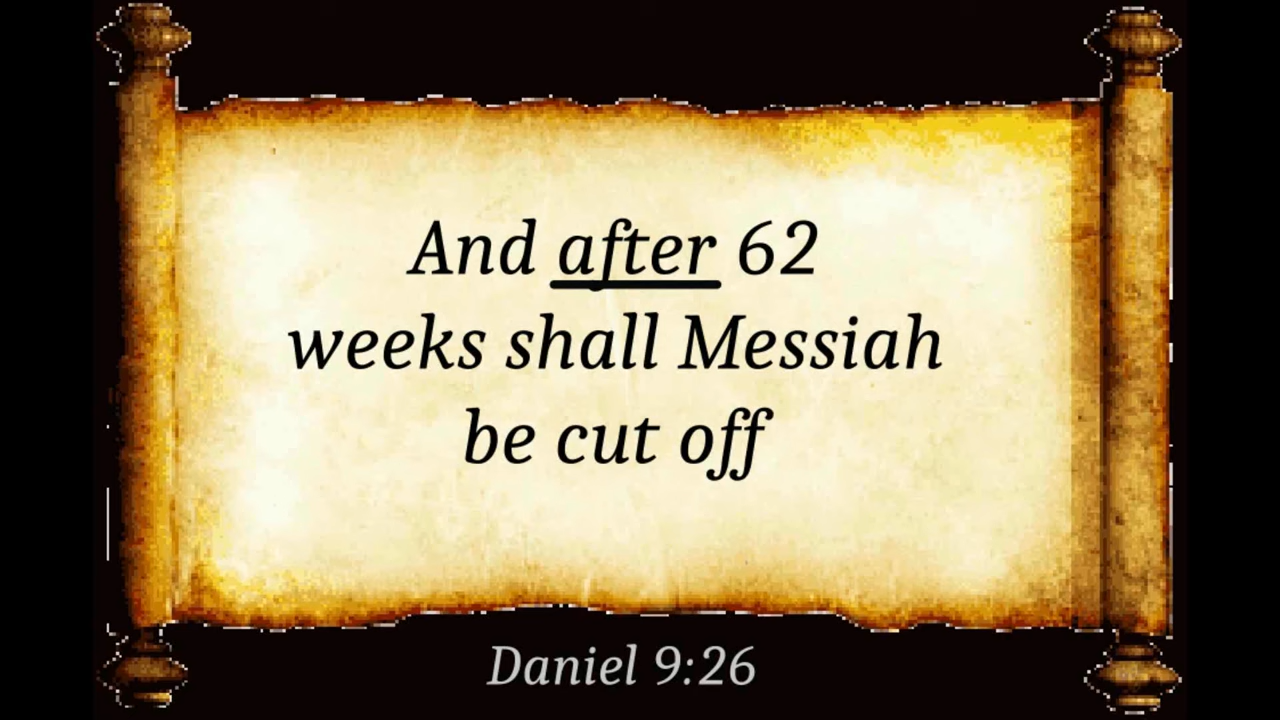 And after 62
weeks shall Messiah
be cut off
Daniel 9:26